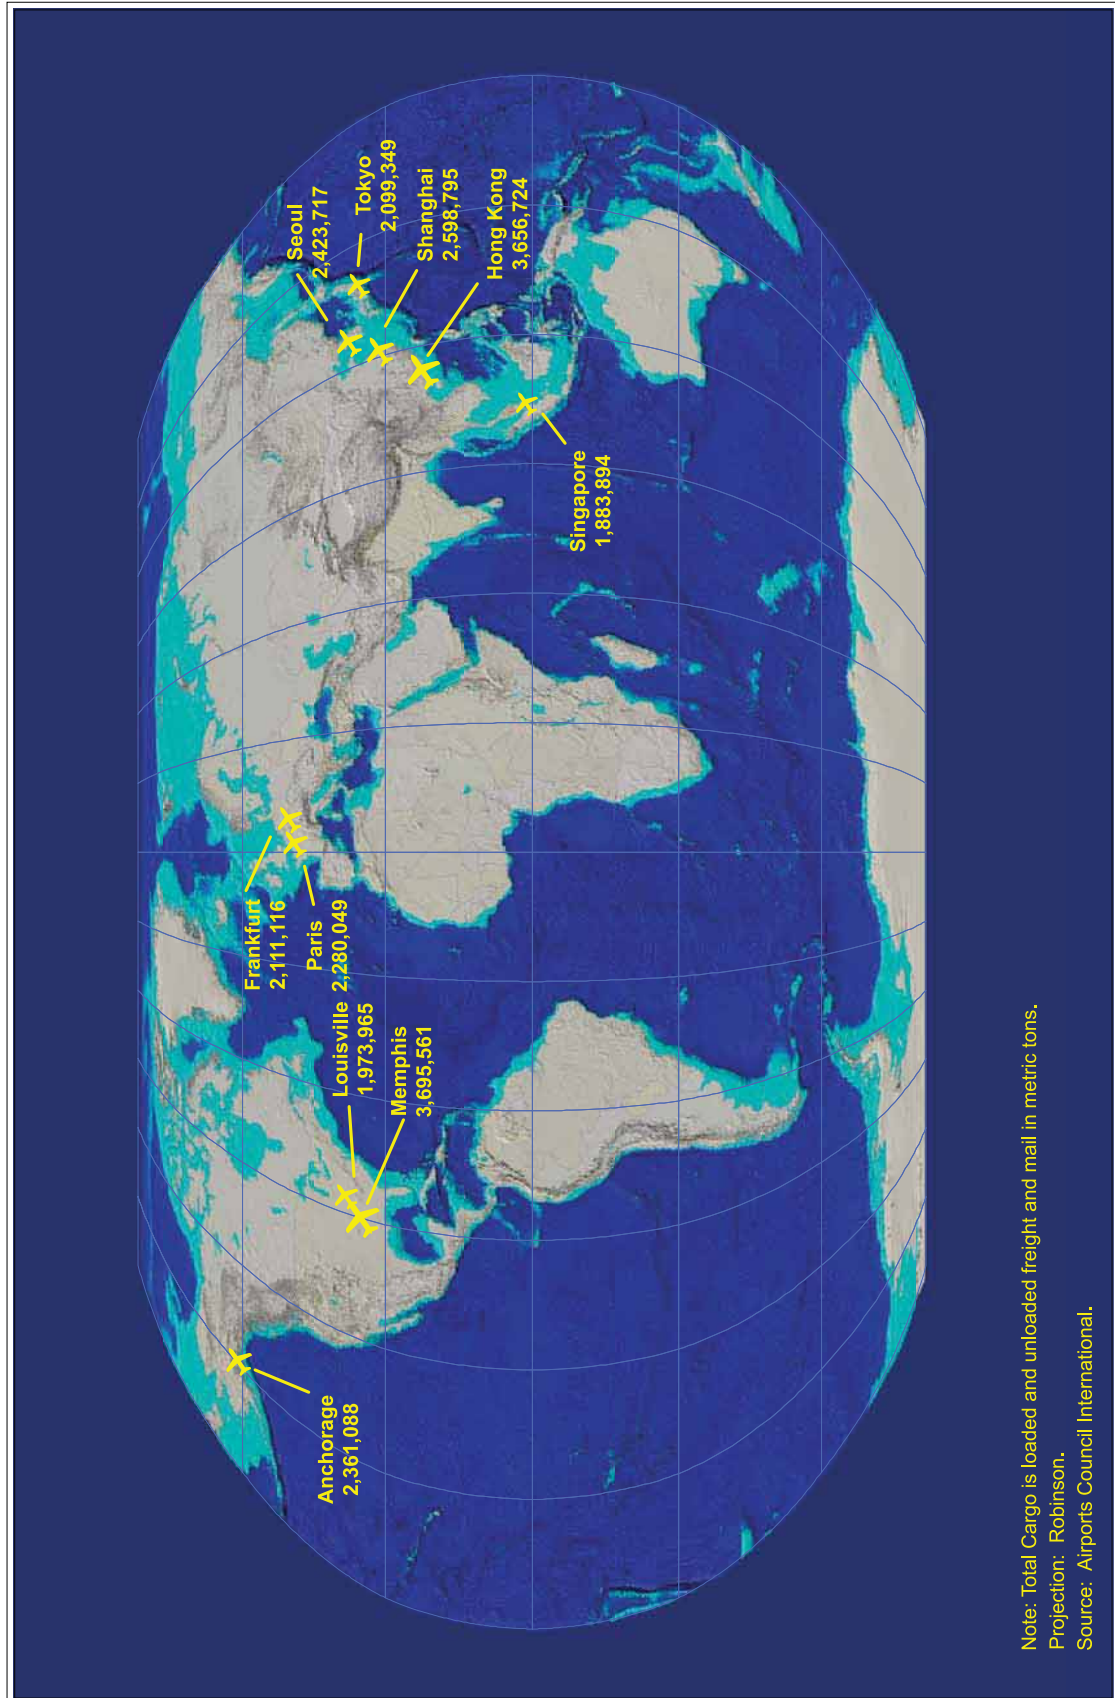 Anchorage
2,361,088
Louisville
1,973,965
Memphis
3,695,561
Frankfurt
2,111,116
Paris
2,280,049
Seoul
2,423,717
Tokyo
2,099,349
Shanghai
2,598,795
Hong Kong
3,656,724
Singapore
1,883,894
Note: Total Cargo is loaded and unloaded freight and mail in metric tons.
Projection: Robinson.
Source: Airports Council International.